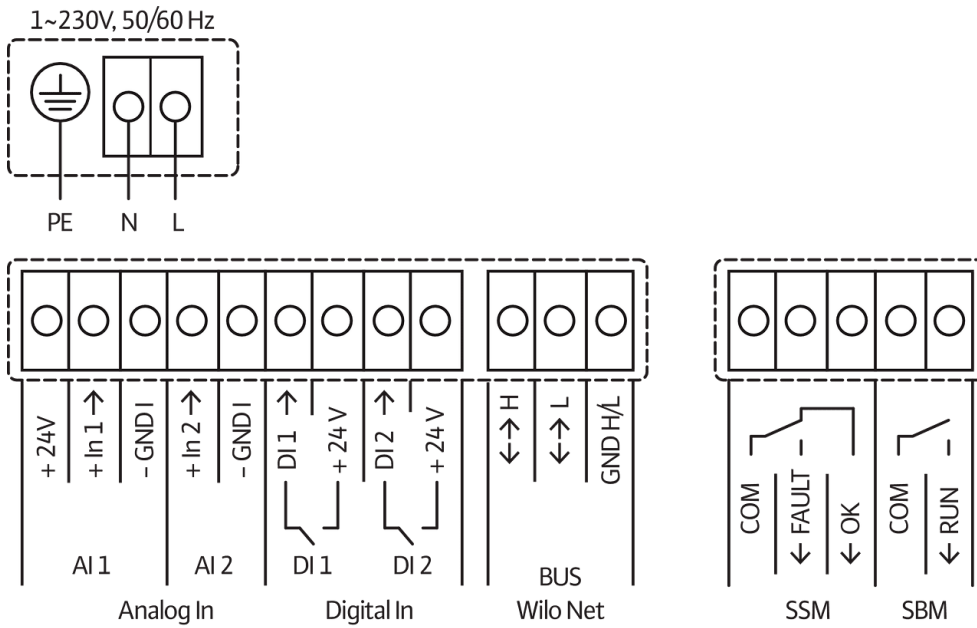 1~230V, 50/60 Hz
PE N L
+ 24V
+ In 1 →
– GND I
+ In 2 →
– GND I
DI 1 →
+ 24 V
DI 2 →
+ 24 V
←→ H
←→ L
GND H/L
COM
← FAULT
← OK
COM
← RUN
AI 1 AI 2 DI 1 DI 2
BUS
Analog In Digital In Wilo Net SSM SBM